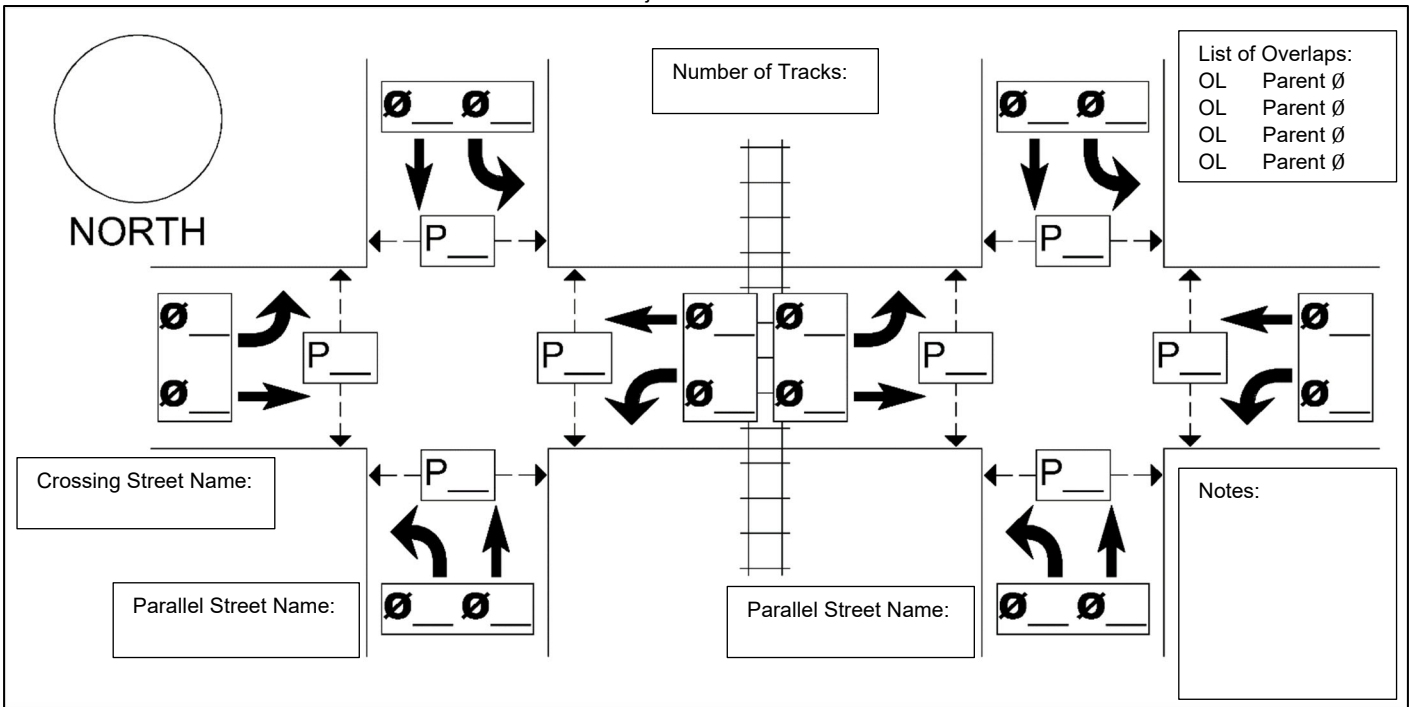 Number of Tracks:
List of Overlaps:
OL Parent Ø
OL Parent Ø
OL Parent Ø
OL Parent Ø
Ø__ Ø__
Ø__ Ø__
NORTH
P__
P__
Ø__
Ø__
Ø__
Ø__
P__
P__
P__
P__
Ø__
Ø__
Ø__
Ø__
P__
P__
Crossing Street Name:
Notes:
Parallel Street Name:
Ø__ Ø__
Parallel Street Name:
Ø__ Ø__